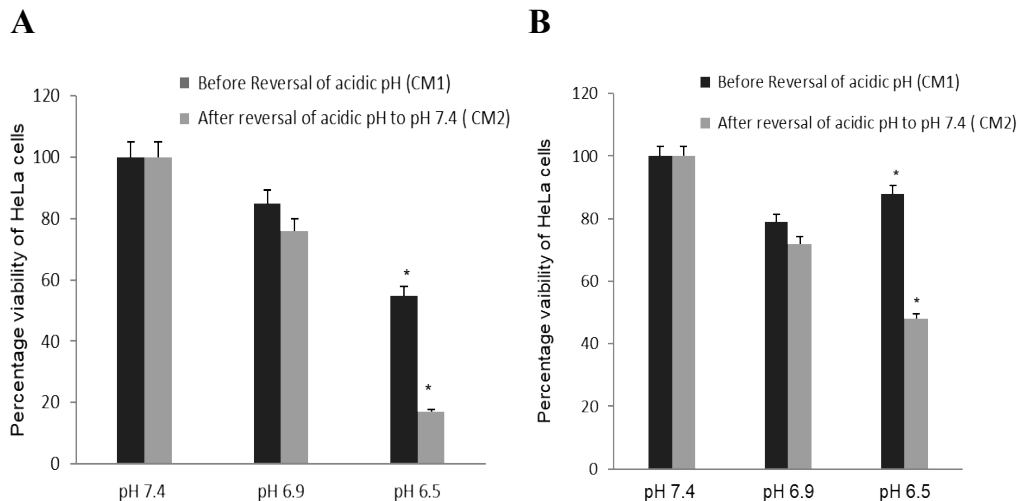 A
Before Reversal of acidic pH (CM1)
After reversal of acidic pH to pH 7.4 ( CM2)
Percentage viability of HeLa cells
120
100
80
60
40
20
0
*
*
pH 7.4
pH 6.9
pH 6.5
B
Before Reversal of acidic pH (CM1)
After reversal of acidic pH to pH 7.4 ( CM2)
Percentage vaibility of HeLa cells
120
100
80
60
40
20
0
*
*
pH 7.4
pH 6.9
pH 6.5